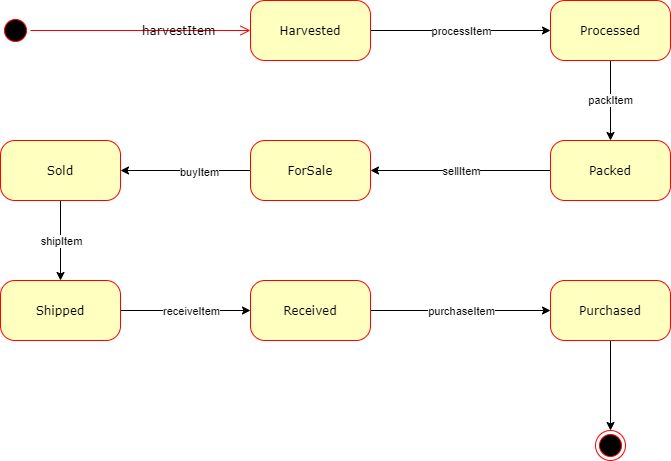 harvestItem
Harvested
processItem
Processed
packItem
Sold
buyItem
ForSale
sellItem
Packed
shipItem
Shipped
receiveItem
Received
purchaseItem
Purchased